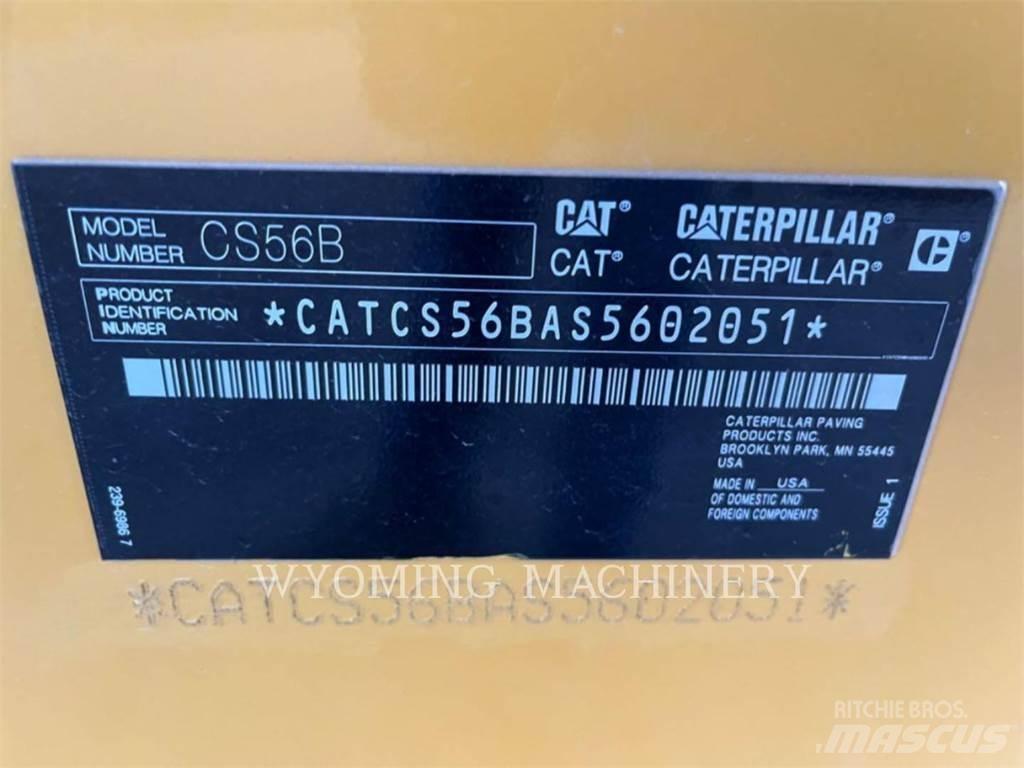 MODEL
NUMBER CS56B
CAT® CATERPILLAR®
CAT® CATERPILLAR®
C®
PRODUCT
IDENTIFICATION
NUMBER
*CATCS56BAS5602051*
CATERPILLAR PAVING
PRODUCTS INC.
BROOKLYN PARK, MN 55445
USA
MADE IN USA
OF DOMESTIC AND
FOREIGN COMPONENTS
ISSUE 1
239-6986 7
WYOMING MACHINERY
*CATCS56BAS5602051*
RITCHIE BROS.
MASCUS